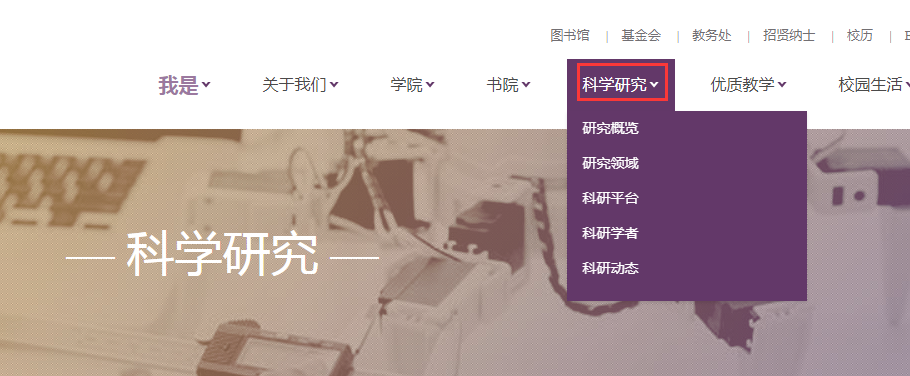 图书馆 | 基金会 | 教务处 | 招贤纳士 | 校历 |
我是 关于我们 学院 书院 科学研究 优质教学 校园生活
研究概览
研究领域
科研平台
科研学者
科研动态
— 科学研究 —